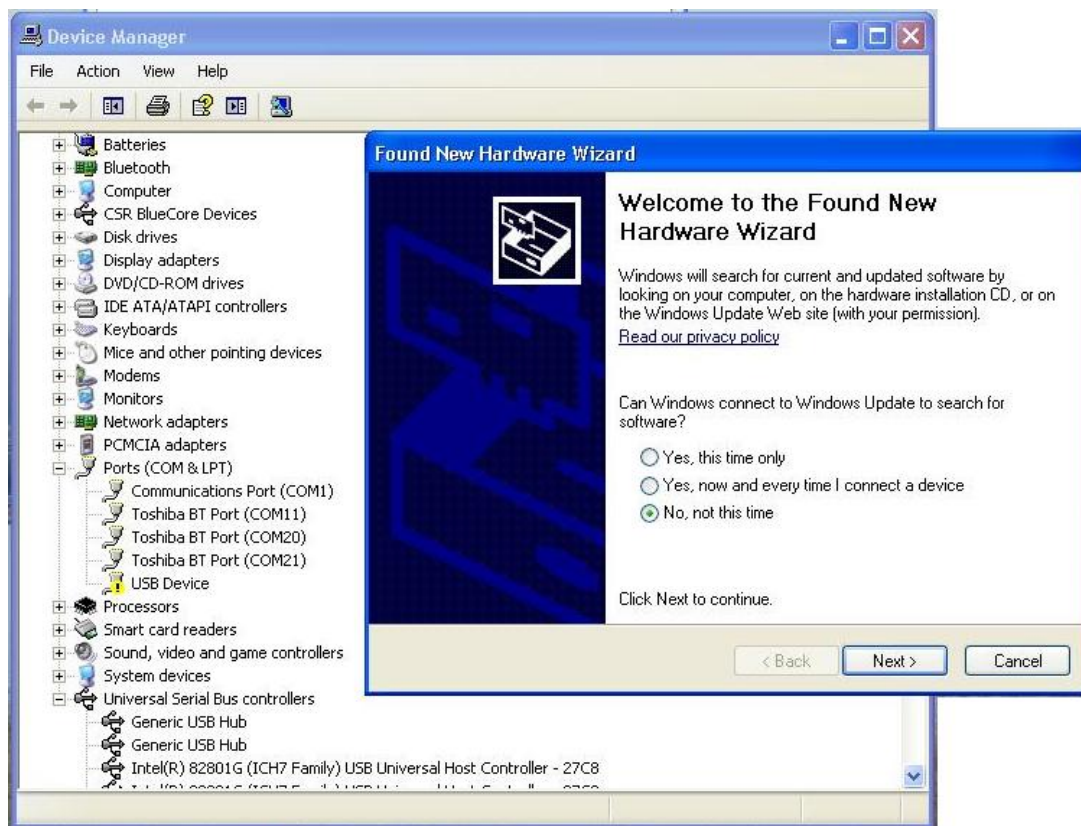 Device Manager
File Action View Help
Batteries
Bluetooth
Computer
CSR BlueCore Devices
Disk drives
Display adapters
DVD/CD-ROM drives
IDE ATA/ATAPI controllers
Keyboards
Mice and other pointing devices
Modems
Monitors
Network adapters
PCMCIA adapters
Ports (COM & LPT)
Communications Port (COM1)
Toshiba BT Port (COM11)
Toshiba BT Port (COM20)
Toshiba BT Port (COM21)
USB Device
Processors
Smart card readers
Sound, video and game controllers
System devices
Universal Serial Bus controllers
Generic USB Hub
Generic USB Hub
Intel(R) 82801G (ICH7 Family) USB Universal Host Controller - 27C8
Found New Hardware Wizard
Welcome to the Found New
Hardware Wizard
Windows will search for current and updated software by
looking on your computer, on the hardware installation CD, or on
the Windows Update Web site (with your permission).
Read our privacy policy
Can Windows connect to Windows Update to search for
software?
Yes, this time only
Yes, now and every time I connect a device
No, not this time
Click Next to continue.
< Back Next > Cancel